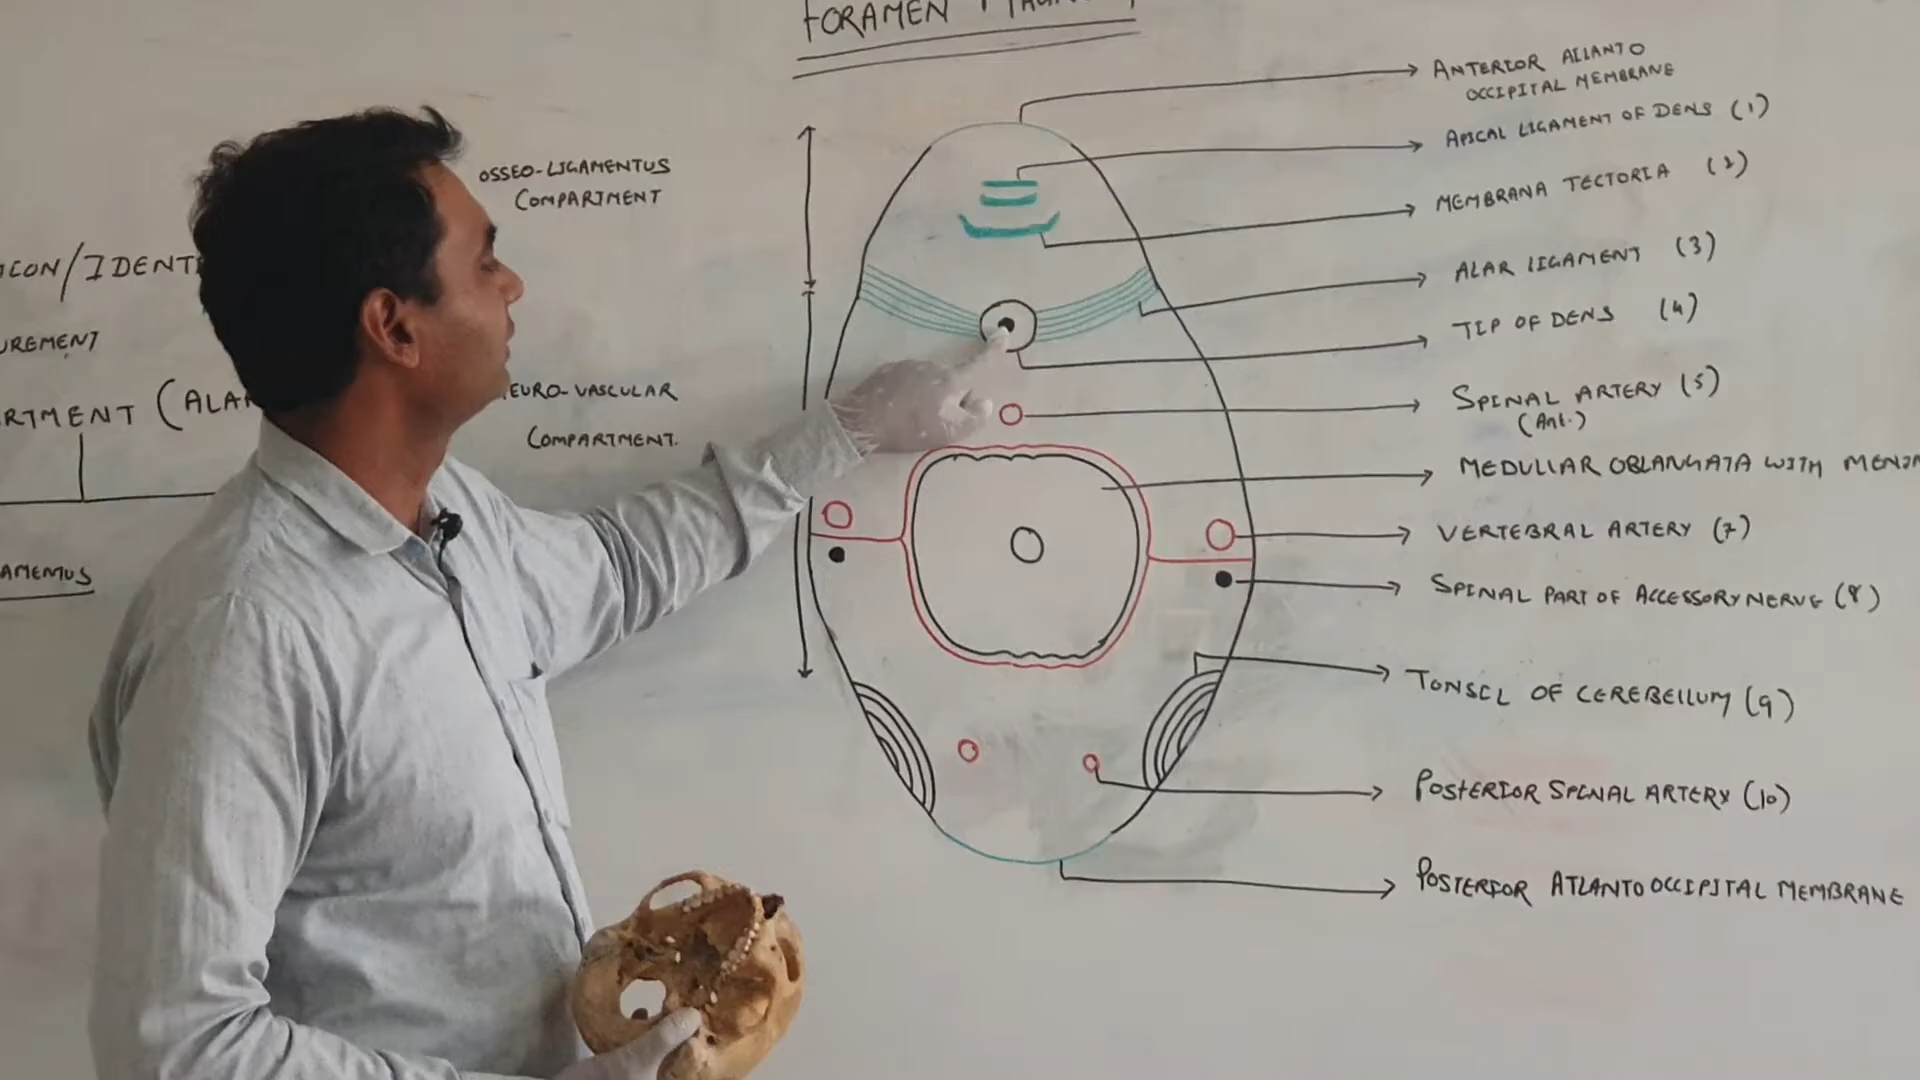 FORAMEN
OSSEO-LIGAMENTUS
COMPARTMENT
EURO-VASCULAR
COMPARTMENT.
ICON/IDENT
UREMENT
RTMENT (ALAR
AMEMUS
ANTERIOR ATLANTO
OCCIPITAL MEMBRANE
APICAL LIGAMENT OF DENS (1)
MEMBRANA TECTORIA (2)
ALAR LIGAMENT (3)
TIP OF DENS (4)
SPINAL ARTERY (5)
(Ant.)
MEDULLAR OBLANGATA WITH MENIN
VERTEBRAL ARTERY (7)
SPINAL PART OF ACCESSORY NERVE (8)
TONSIL OF CEREBELLUM (9)
POSTERIOR SPINAL ARTERY (10)
POSTERIOR ATLANTO OCCIPITAL MEMBRANE